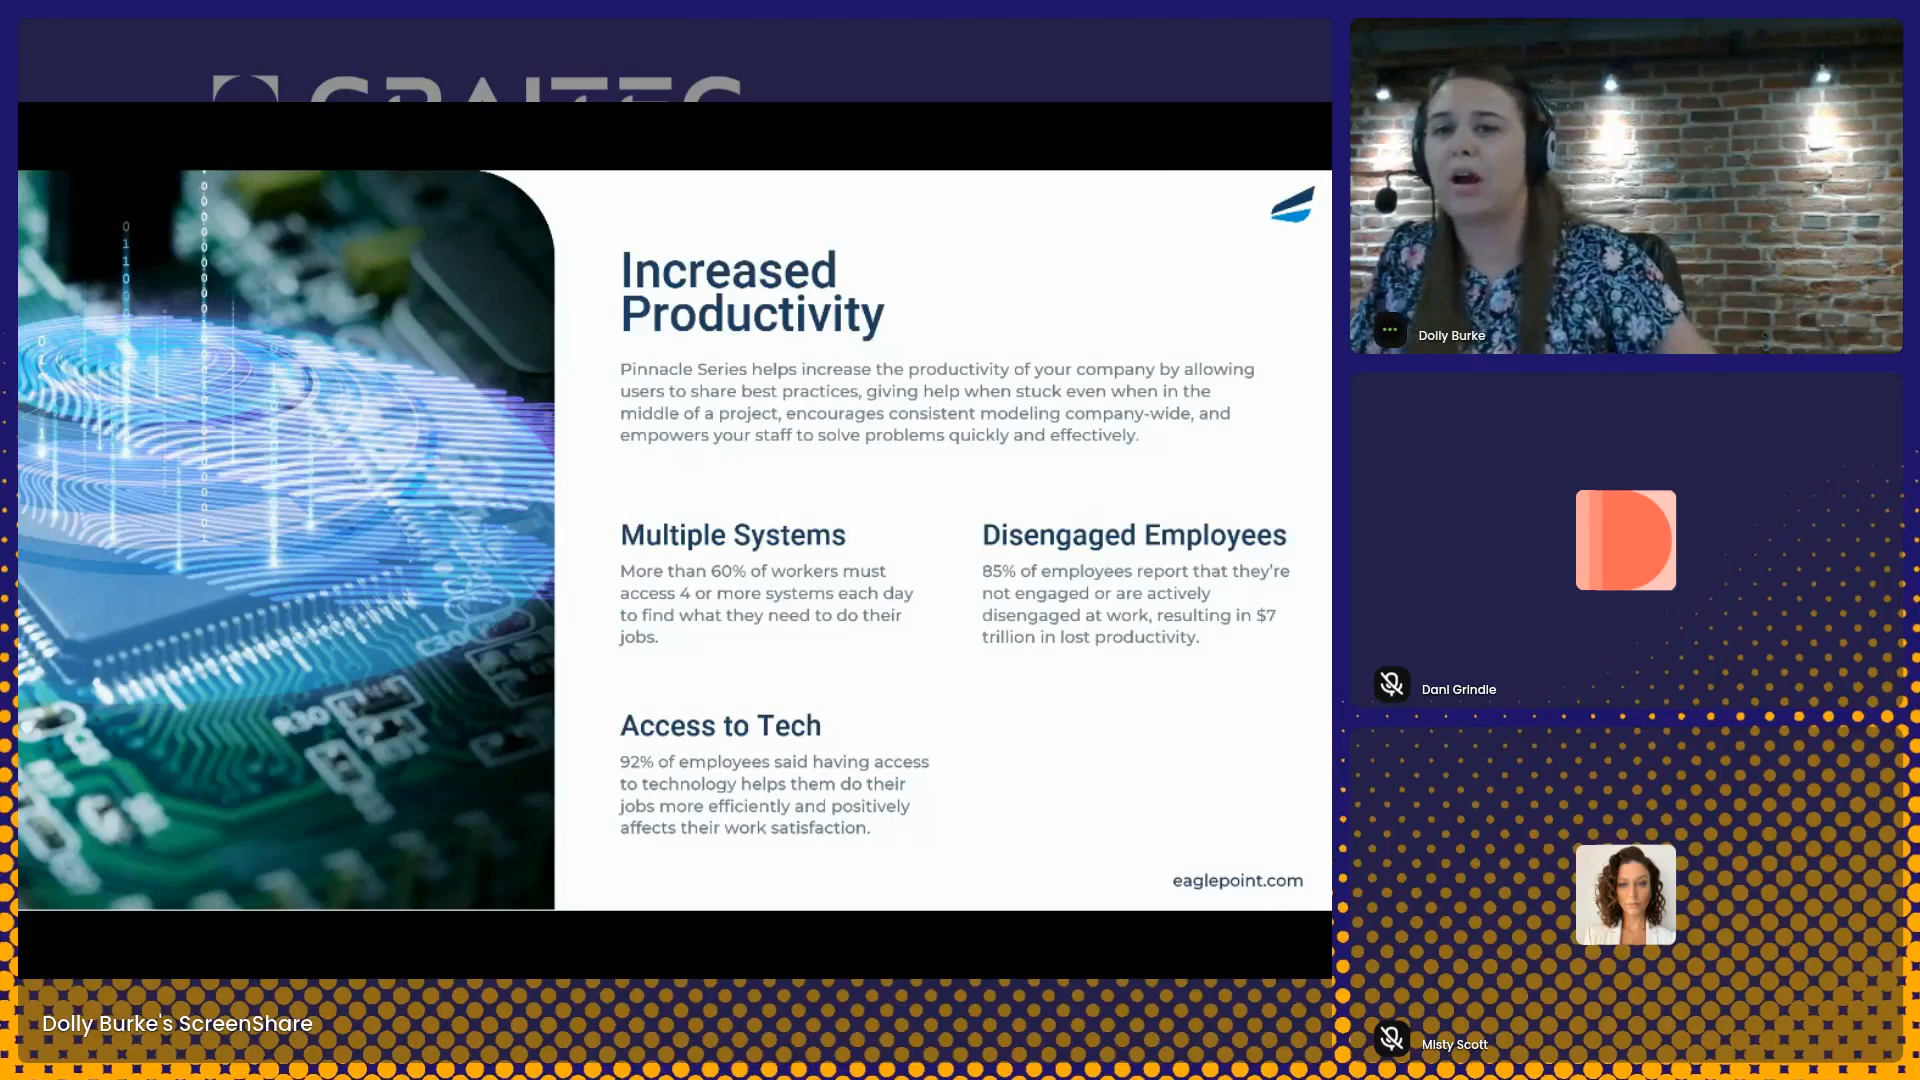 GRAITEC
Increased
Productivity
Pinnacle Series helps increase the productivity of your company by allowing
users to share best practices, giving help when stuck even when in the
middle of a project, encourages consistent modeling company-wide, and
empowers your staff to solve problems quickly and effectively.
Multiple Systems
More than 60% of workers must
access 4 or more systems each day
to find what they need to do their
jobs.
Disengaged Employees
85% of employees report that they're
not engaged or are actively
disengaged at work, resulting in $7
trillion in lost productivity.
Access to Tech
92% of employees said having access
to technology helps them do their
jobs more efficiently and positively
affects their work satisfaction.
eaglepoint.com
R30
Dolly Burke's ScreenShare
Dolly Burke
Dani Grindle
Misty Scott